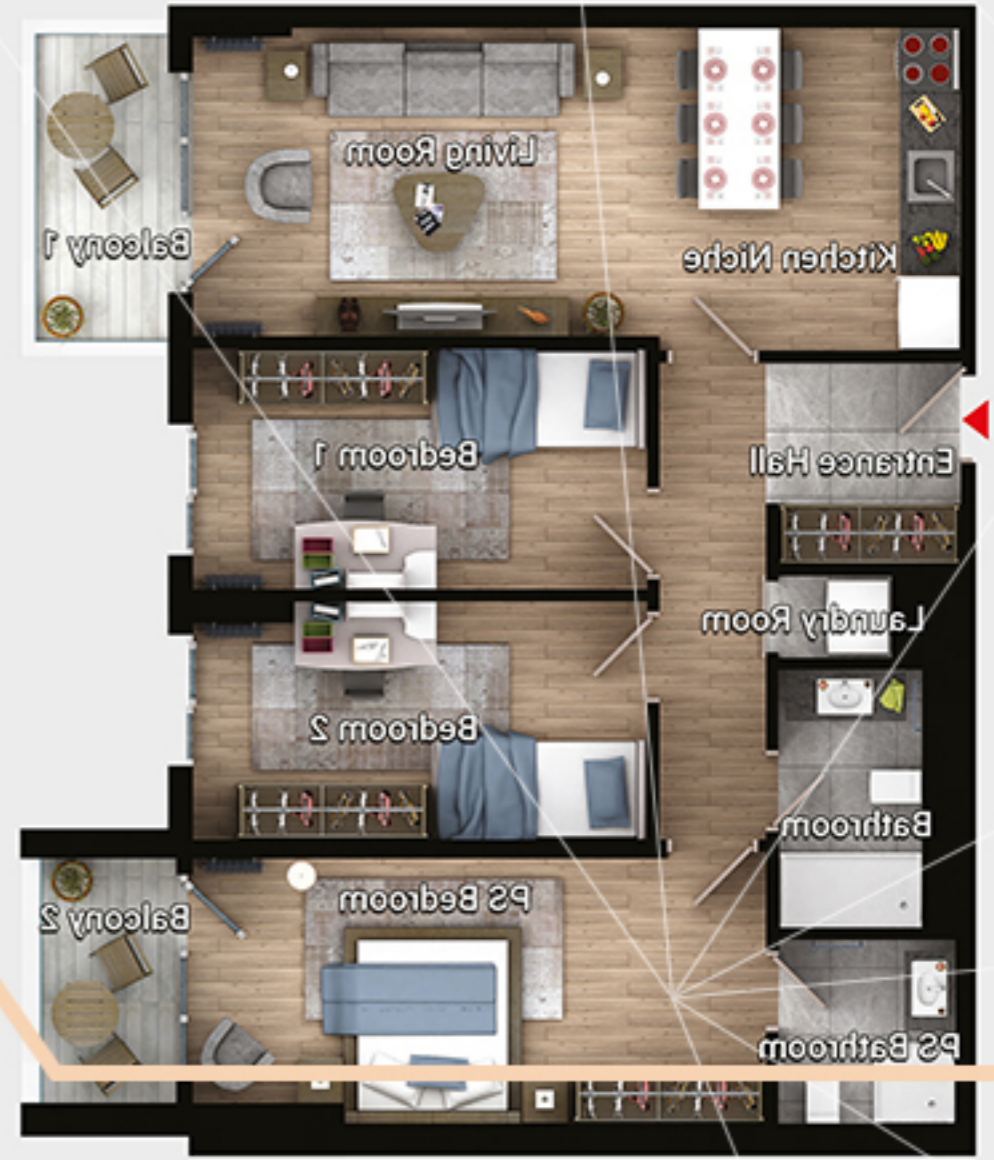 Living Room
Balcony 1
Kitchen Niche
Bedroom 1
Entrance Hall
Laundry Room
Bedroom 2
Bathroom
PS Bedroom
Balcony 2
PS Bathroom